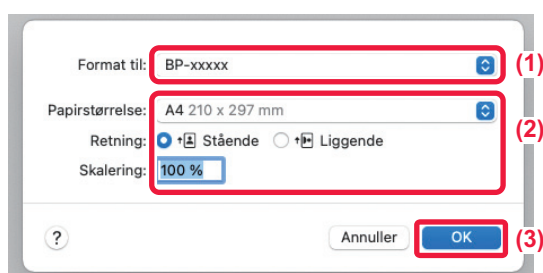 Format til: BP-xxxxx (1)
Papirstørrelse: A4 210 x 297 mm
(2)
Retning: Stående Liggende
Skalering: 100 %
? Annuller OK (3)